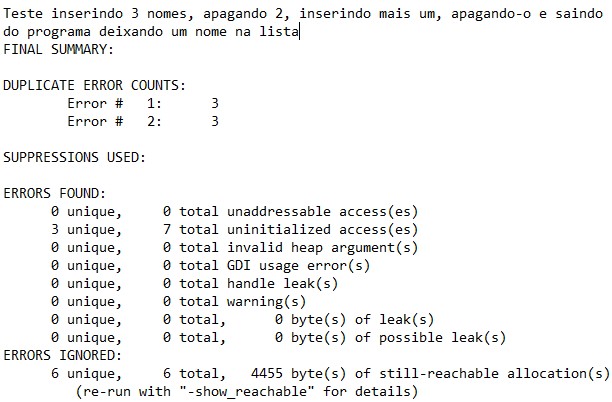 Teste inserindo 3 nomes, apagando 2, inserindo mais um, apagando-o e saindo
do programa deixando um nome na lista
FINAL SUMMARY:
DUPLICATE ERROR COUNTS:
Error #   1:      3
Error #   2:      3
SUPPRESSIONS USED:
ERRORS FOUND:
0 unique,     0 total unaddressable access(es)
3 unique,     7 total uninitialized access(es)
0 unique,     0 total invalid heap argument(s)
0 unique,     0 total GDI usage error(s)
0 unique,     0 total handle leak(s)
0 unique,     0 total warning(s)
0 unique,     0 total,      0 byte(s) of leak(s)
0 unique,     0 total,      0 byte(s) of possible leak(s)
ERRORS IGNORED:
6 unique,     6 total,   4455 byte(s) of still-reachable allocation(s)
(re-run with "-show_reachable" for details)